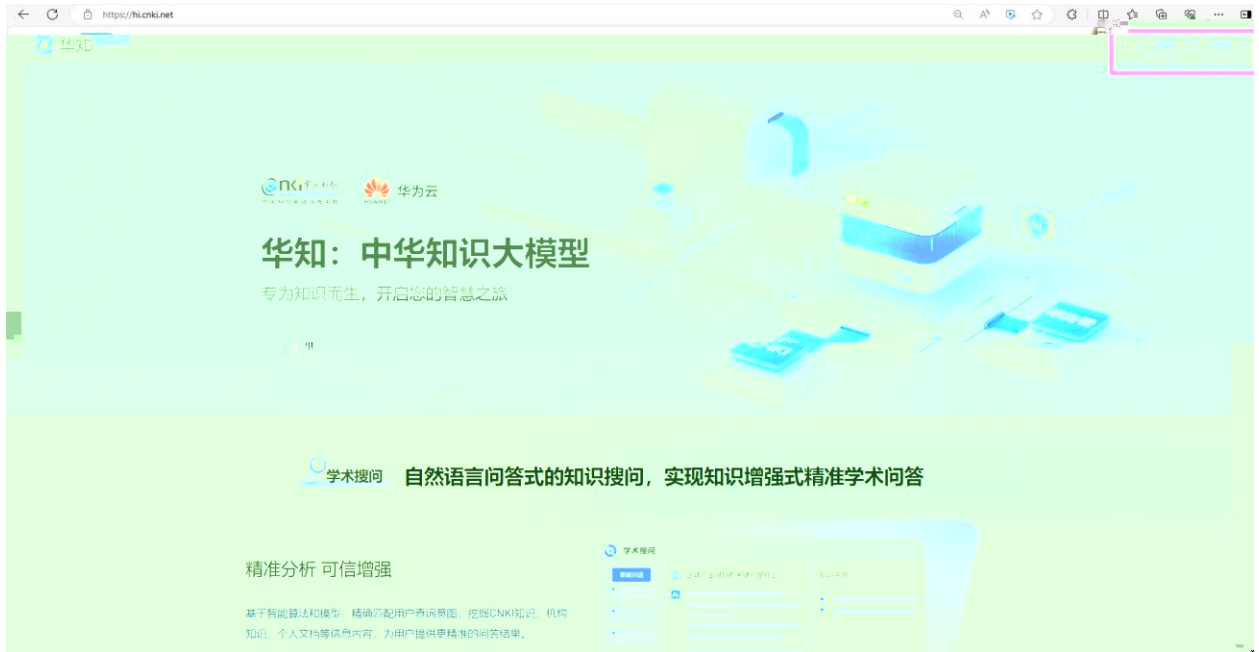 https://hi.cnki.net
华知
HUAWEI
华为云
华知：中华知识大模型
专为知识而生，开启您的智慧之旅
学术搜问
自然语言问答式的知识搜问，实现知识增强式精准学术问答
精准分析 可信增强
基于智能算法和模型，精确匹配用户查询意图，挖掘CNKI知识、机构
知识、个人文档等信息内容，为用户提供更精准的问答结果。
学术搜问
新建对话